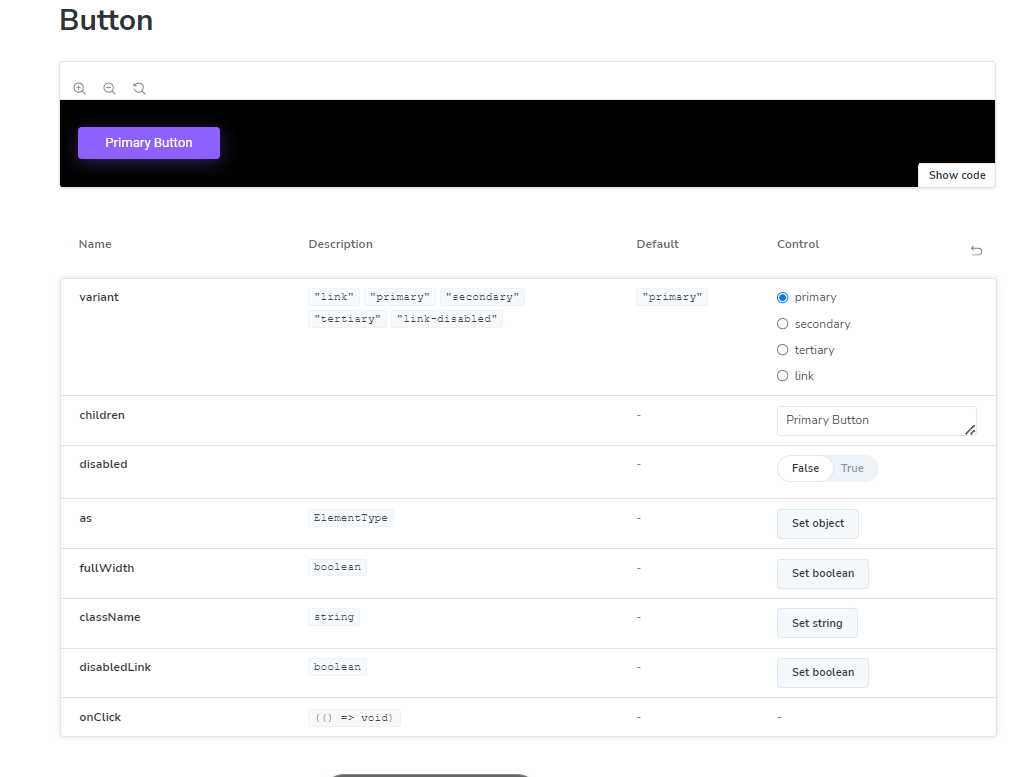 Button
Primary Button
Show code
Name Description Default Control
variant "link" "primary" "secondary" "primary" primary
"tertiary" "link-disabled" secondary
tertiary
link
children - Primary Button
disabled - False True
as ElementType - Set object
fullWidth boolean - Set boolean
className string - Set string
disabledLink boolean - Set boolean
onClick (() => void) - -